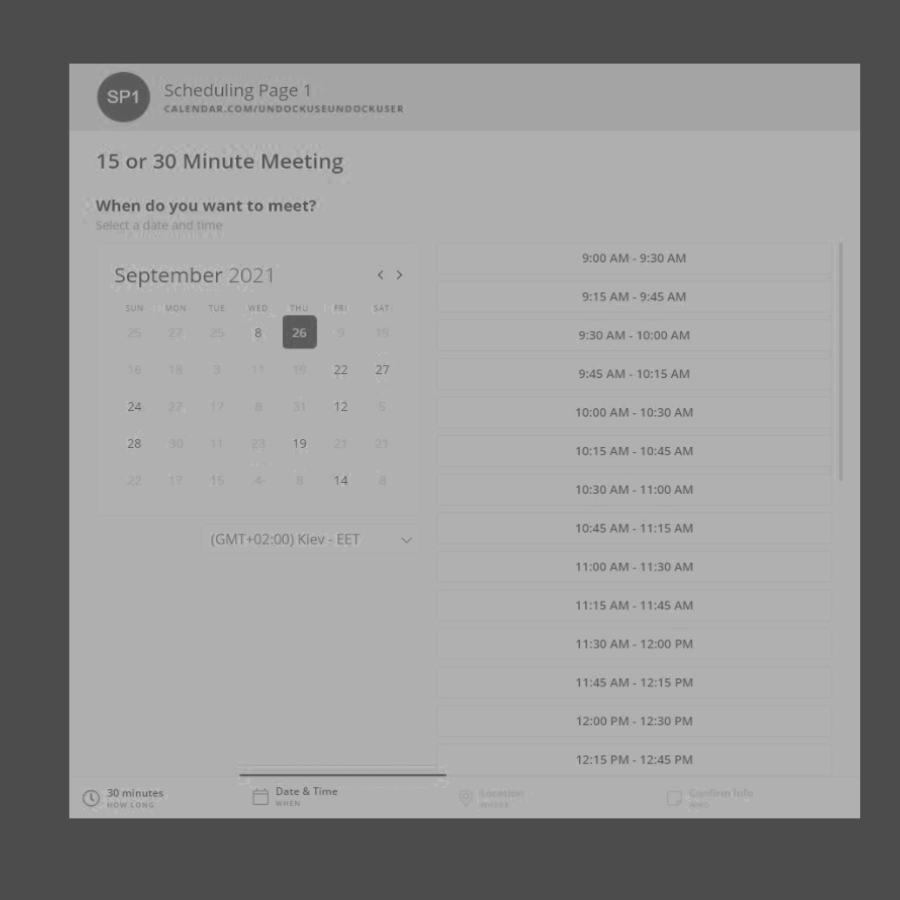 SP1
Scheduling Page 1
CALENDAR.COM/UNDOCKUSEUNDOCKUSER
15 or 30 Minute Meeting
When do you want to meet?
Select a date and time
September 2021
SUN MON TUE WED THU FRI SAT
25 27 25 8 26 9 19
16 18 3 11 19 22 27
24 27 17 8 31 12 5
28 30 11 23 19 21 21
22 17 15 4 8 14 8
(GMT+02:00) Kiev - EET
9:00 AM - 9:30 AM
9:15 AM - 9:45 AM
9:30 AM - 10:00 AM
9:45 AM - 10:15 AM
10:00 AM - 10:30 AM
10:15 AM - 10:45 AM
10:30 AM - 11:00 AM
10:45 AM - 11:15 AM
11:00 AM - 11:30 AM
11:15 AM - 11:45 AM
11:30 AM - 12:00 PM
11:45 AM - 12:15 PM
12:00 PM - 12:30 PM
12:15 PM - 12:45 PM
30 minutes
HOW LONG
Date & Time
WHEN
Location
WHERE
Confirm Info
WHO